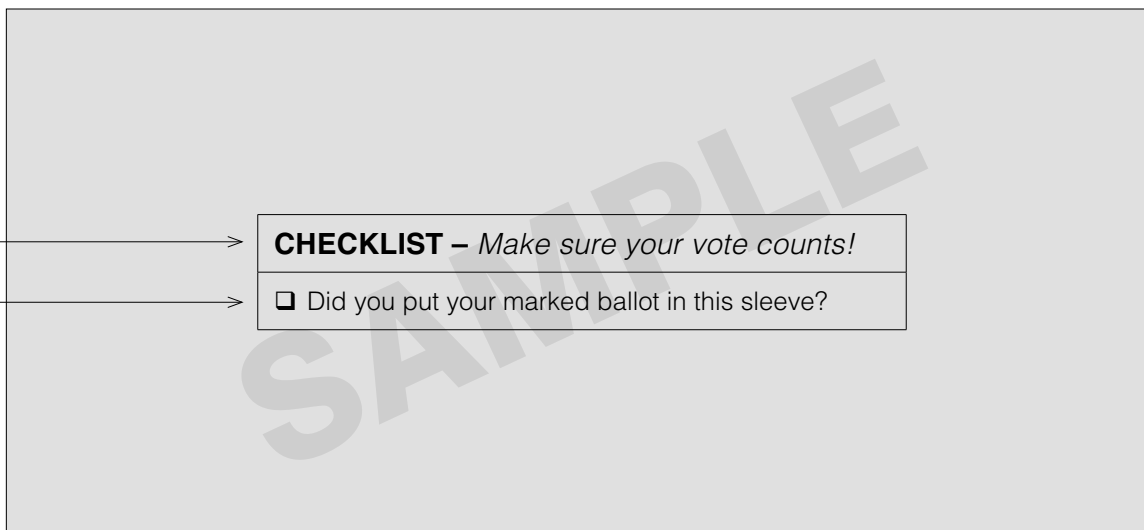 SAMPLE
CHECKLIST – Make sure your vote counts!
❑ Did you put your marked ballot in this sleeve?